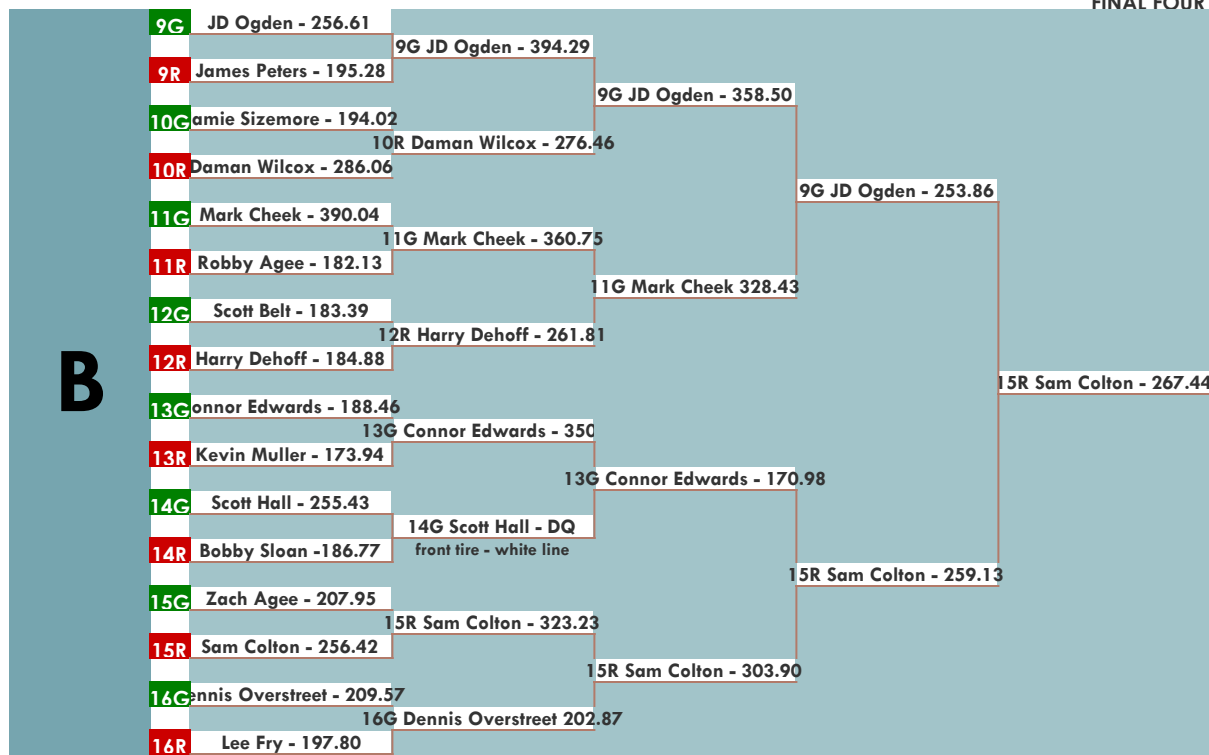 FINAL FOUR
B
9G JD Ogden - 256.61
9G JD Ogden - 394.29
9R James Peters - 195.28
9G JD Ogden - 358.50
10G amie Sizemore - 194.02
10R Daman Wilcox - 276.46
10R Daman Wilcox - 286.06
9G JD Ogden - 253.86
11G Mark Cheek - 390.04
11G Mark Cheek - 360.75
11R Robby Agee - 182.13
11G Mark Cheek 328.43
12G Scott Belt - 183.39
12R Harry Dehoff - 261.81
12R Harry Dehoff - 184.88
15R Sam Colton - 267.44
13G onnor Edwards - 188.46
13G Connor Edwards - 350
13R Kevin Muller - 173.94
13G Connor Edwards - 170.98
14G Scott Hall - 255.43
14G Scott Hall - DQ
front tire - white line
14R Bobby Sloan -186.77
15R Sam Colton - 259.13
15G Zach Agee - 207.95
15R Sam Colton - 323.23
15R Sam Colton - 256.42
15R Sam Colton - 303.90
16G ennis Overstreet - 209.57
16G Dennis Overstreet 202.87
16R Lee Fry - 197.80